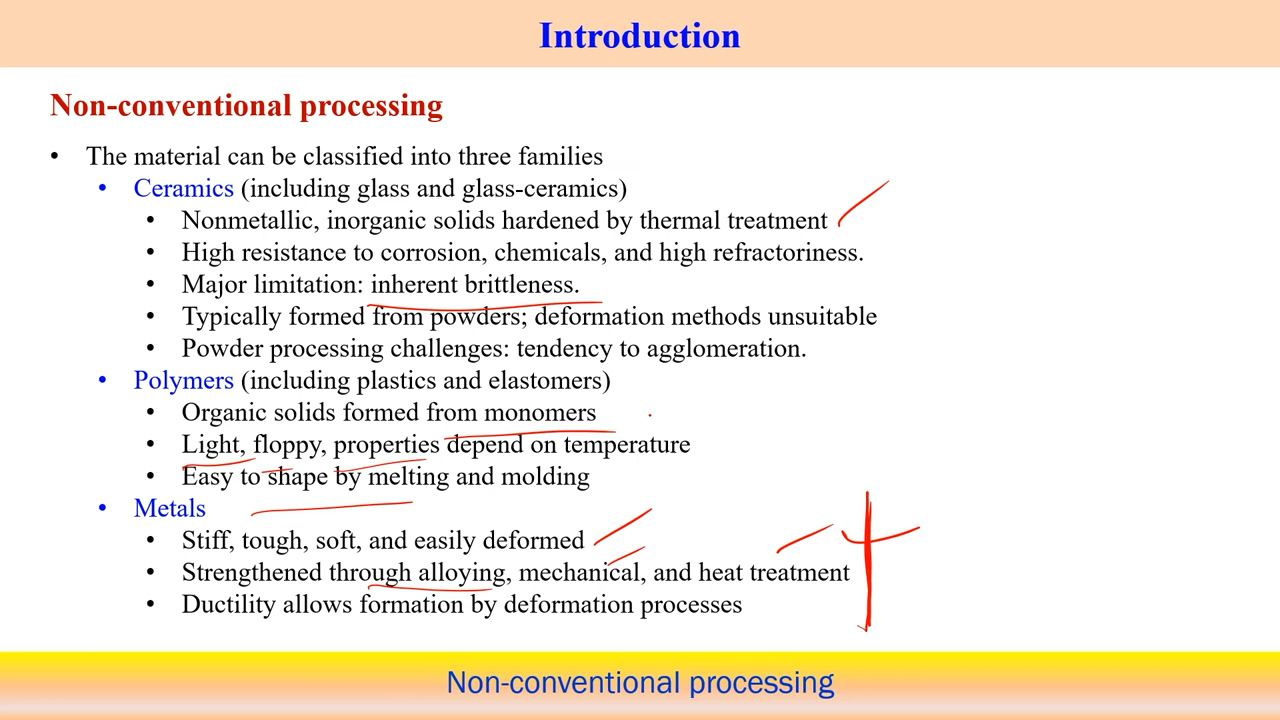 Introduction
Non-conventional processing
• The material can be classified into three families
• Ceramics (including glass and glass-ceramics)
• Nonmetallic, inorganic solids hardened by thermal treatment
• High resistance to corrosion, chemicals, and high refractoriness.
• Major limitation: inherent brittleness.
• Typically formed from powders; deformation methods unsuitable
• Powder processing challenges: tendency to agglomeration.
• Polymers (including plastics and elastomers)
• Organic solids formed from monomers
• Light, floppy, properties depend on temperature
• Easy to shape by melting and molding
• Metals
• Stiff, tough, soft, and easily deformed
• Strengthened through alloying, mechanical, and heat treatment
• Ductility allows formation by deformation processes
Non-conventional processing